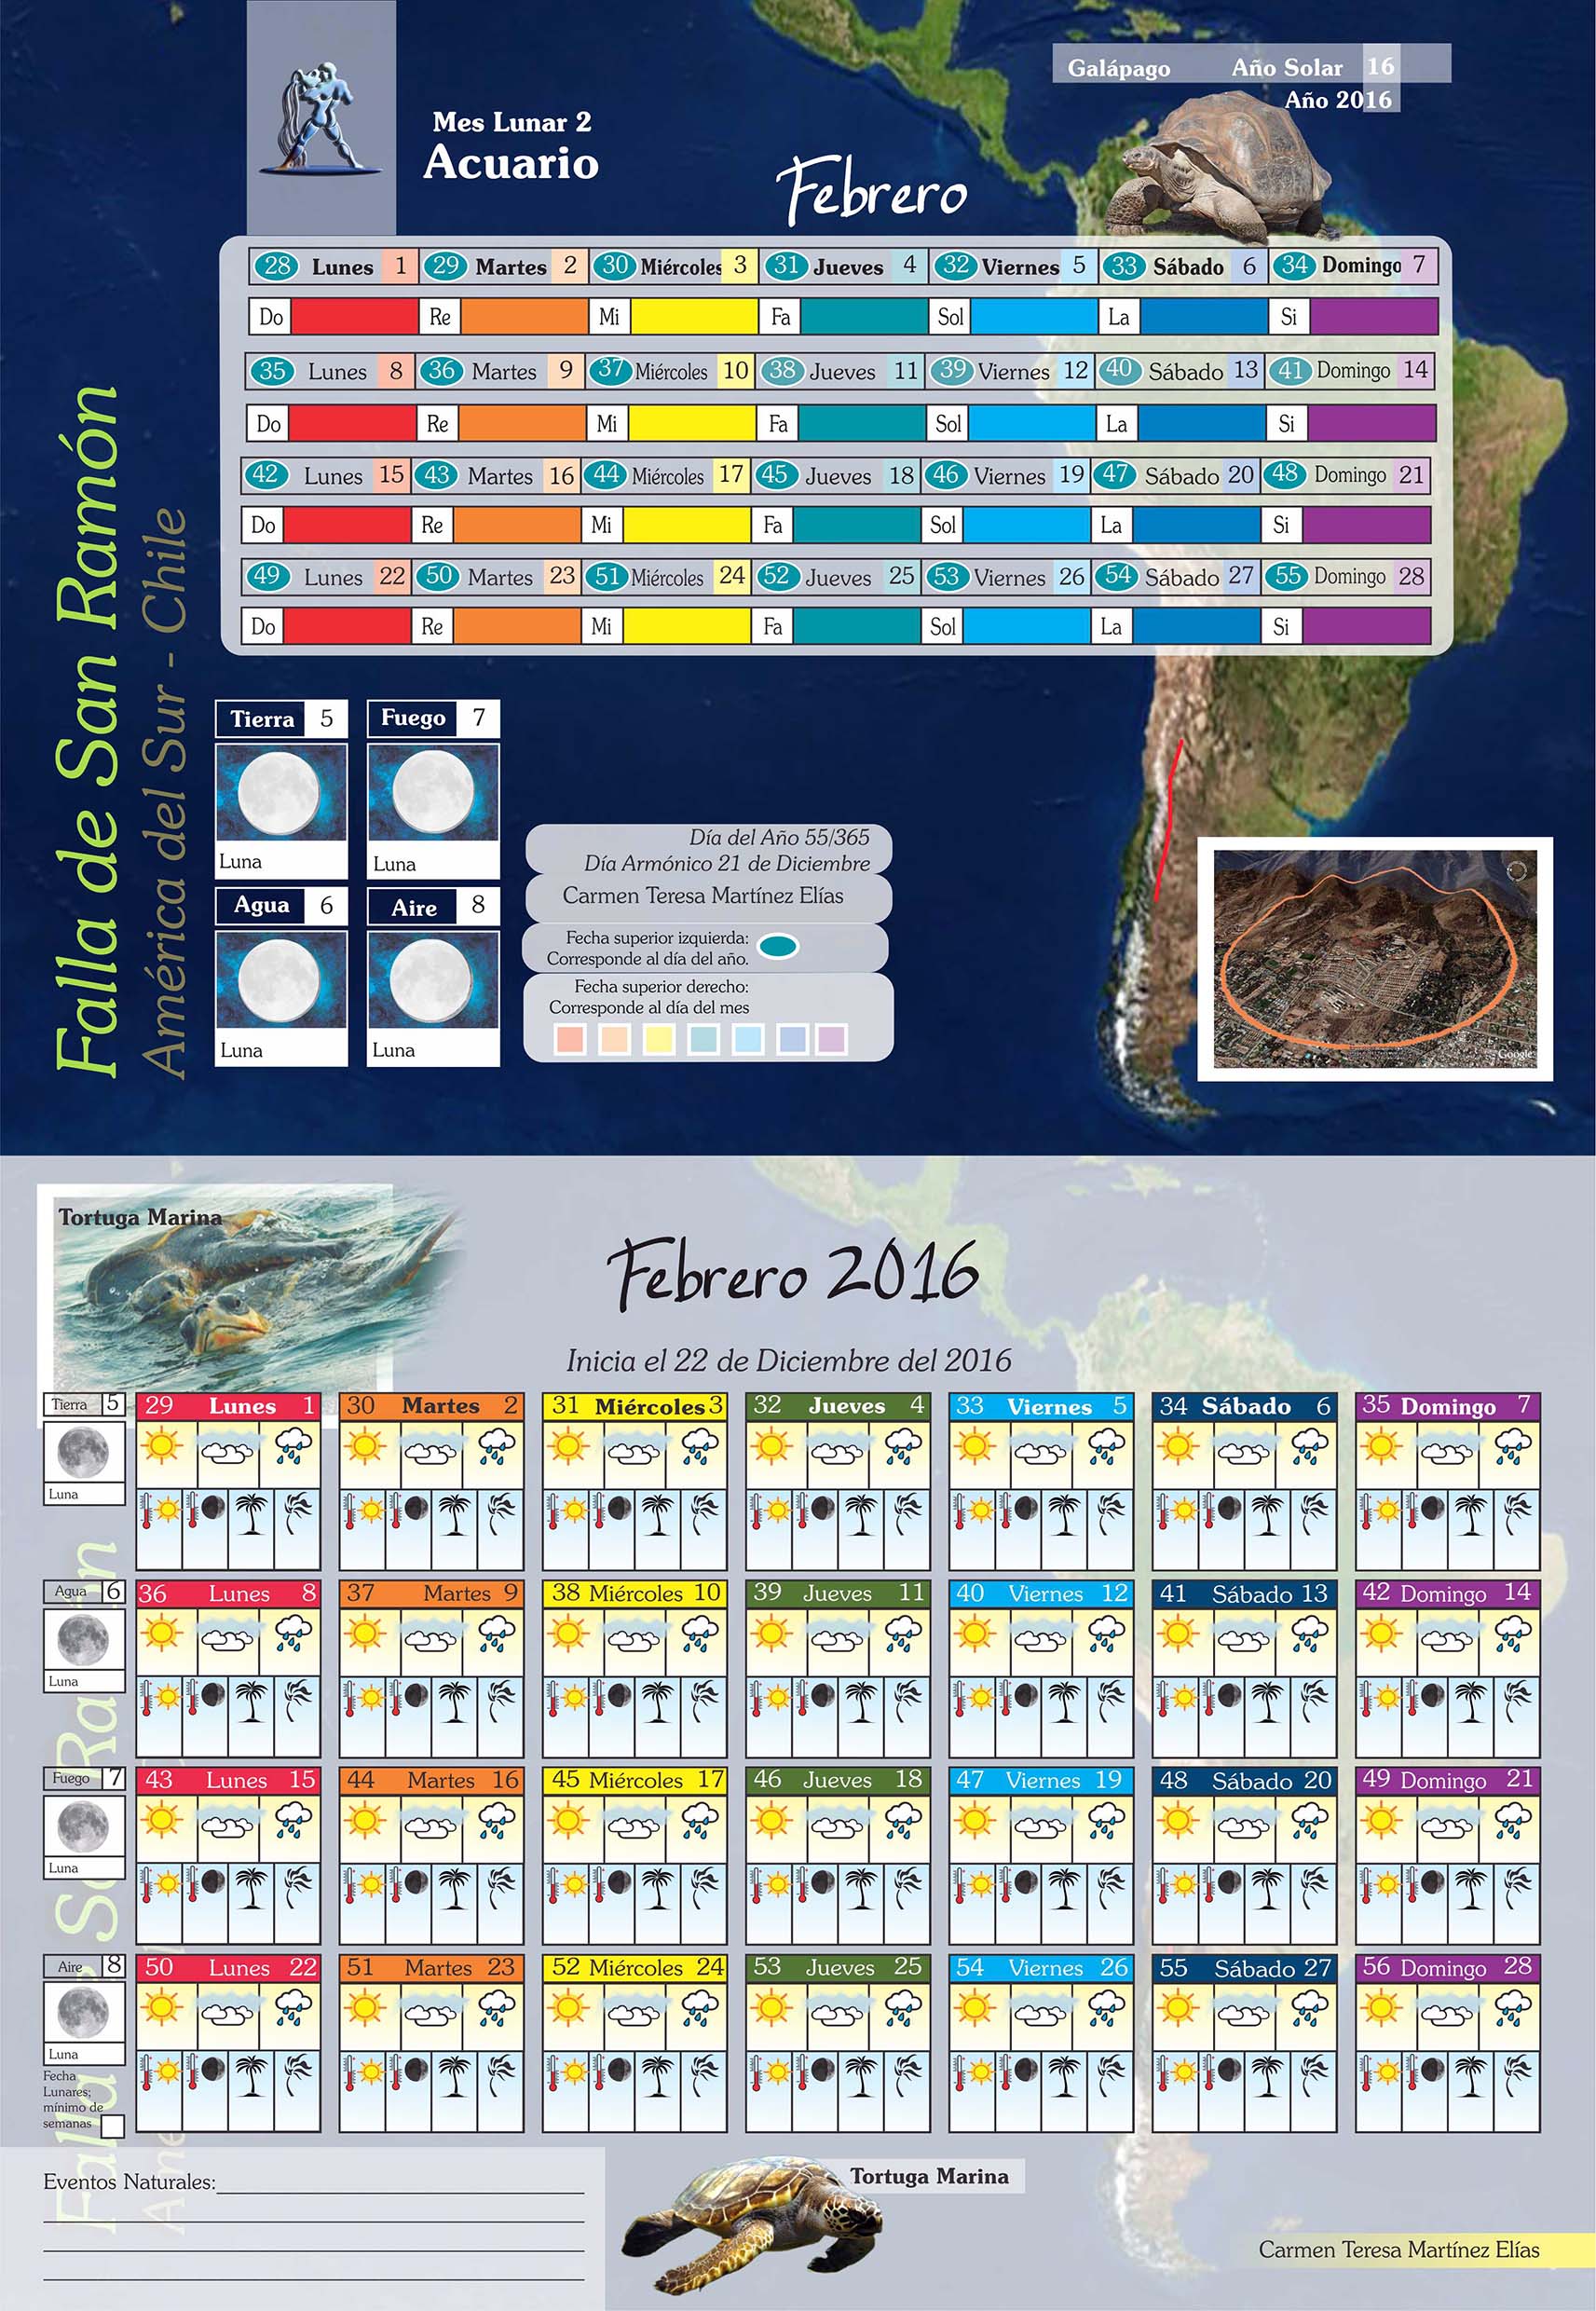 Galápago Año Solar 16
Año 2016
Mes Lunar 2
Acuario
Febrero
28 Lunes 1 29 Martes 2 30 Miércoles 3 31 Jueves 4 32 Viernes 5 33 Sábado 6 34 Domingo 7
Do Re Mi Fa Sol La Si
35 Lunes 8 36 Martes 9 37 Miércoles 10 38 Jueves 11 39 Viernes 12 40 Sábado 13 41 Domingo 14
Do Re Mi Fa Sol La Si
42 Lunes 15 43 Martes 16 44 Miércoles 17 45 Jueves 18 46 Viernes 19 47 Sábado 20 48 Domingo 21
Do Re Mi Fa Sol La Si
49 Lunes 22 50 Martes 23 51 Miércoles 24 52 Jueves 25 53 Viernes 26 54 Sábado 27 55 Domingo 28
Do Re Mi Fa Sol La Si
Falla de San Ramón
América del Sur - Chile
Tierra 5 Fuego 7
Luna Luna
Agua 6 Aire 8
Luna Luna
Día del Año 55/365
Día Armónico 21 de Diciembre
Carmen Teresa Martínez Elías
Fecha superior izquierda:
Corresponde al día del año.
Fecha superior derecho:
Corresponde al día del mes
Google
Tortuga Marina
Febrero 2016
Inicia el 22 de Diciembre del 2016
Tierra 5 29 Lunes 1 30 Martes 2 31 Miércoles 3 32 Jueves 4 33 Viernes 5 34 Sábado 6 35 Domingo 7
Luna
Agua 6 36 Lunes 8 37 Martes 9 38 Miércoles 10 39 Jueves 11 40 Viernes 12 41 Sábado 13 42 Domingo 14
Luna
Fuego 7 43 Lunes 15 44 Martes 16 45 Miércoles 17 46 Jueves 18 47 Viernes 19 48 Sábado 20 49 Domingo 21
Luna
Aire 8 50 Lunes 22 51 Martes 23 52 Miércoles 24 53 Jueves 25 54 Viernes 26 55 Sábado 27 56 Domingo 28
Luna
Fecha
Lunares;
mínimo de
semanas
Eventos Naturales:
Tortuga Marina
Carmen Teresa Martínez Elías